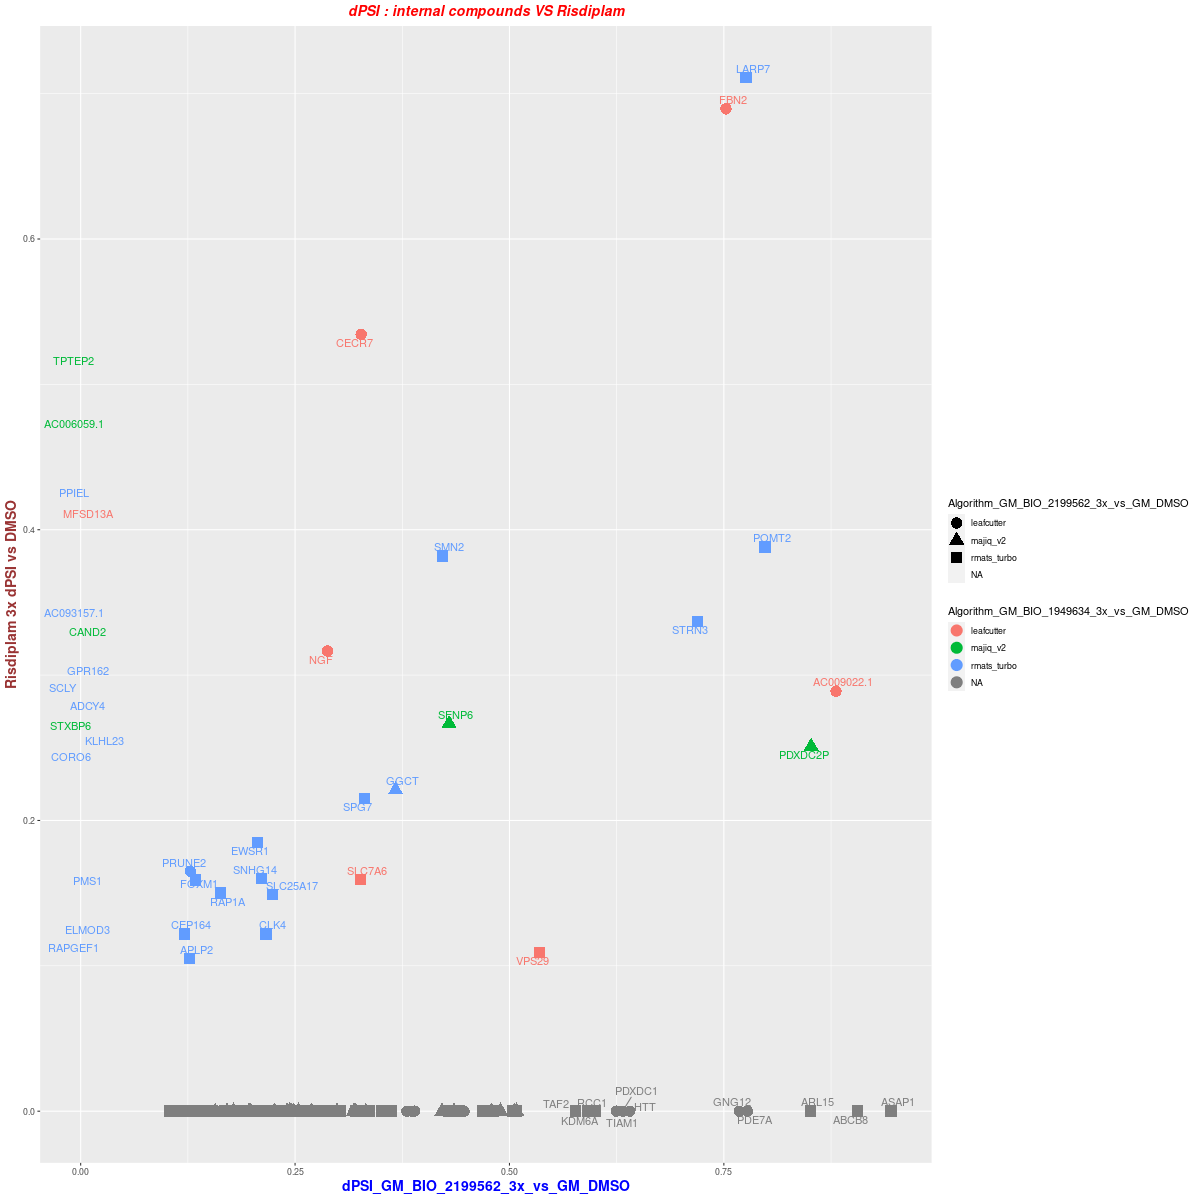 dPSI : internal compounds VS Risdiplam
LARP7
FBN2
0.6
CECR7
TPTEP2
AC006059.1
PPIEL
MFSD13A
0.4
SMN2
POMT2
AC093157.1
CAND2
STRN3
NGF
GPR162
AC009022.1
SCLY
ADCY4
SENP6
STXBP6
KLHL23
CORO6
PDXDC2P
GGCT
SPG7
0.2
EWSR1
PRUNE2
SNHG14
SLC7A6
PMS1
FOXM1
SLC25A17
RAP1A
CEP164
CLK4
ELMOD3
RAPGEF1
APLP2
VPS29
PDXDC1
TAF2
RCC1
HTT
GNG12
ARL15
ASAP1
0.0
KDM6A
TIAM1
PDE7A
ABCB8
0.00
0.25
0.50
0.75
dPSI_GM_BIO_2199562_3x_vs_GM_DMSO
Risdiplam 3x dPSI vs DMSO
Algorithm_GM_BIO_2199562_3x_vs_GM_DMSO
leafcutter
majiq_v2
rmats_turbo
NA
Algorithm_GM_BIO_1949634_3x_vs_GM_DMSO
leafcutter
majiq_v2
rmats_turbo
NA